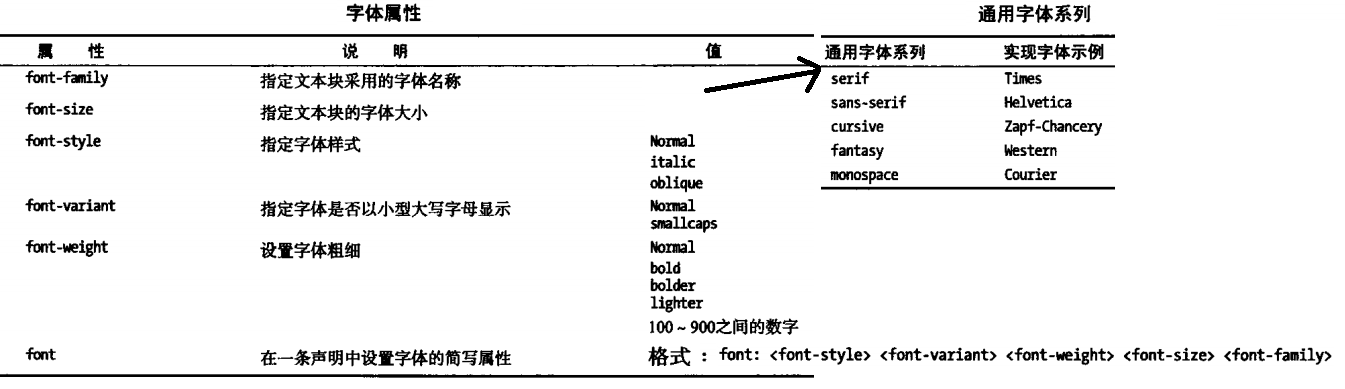 字体属性
属 性 说 明 值
font-family 指定文本块采用的字体名称
font-size 指定文本块的字体大小
font-style 指定字体样式 Normal
italic
oblique
font-variant 指定字体是否以小型大写字母显示 Normal
smallcaps
font-weight 设置字体粗细 Normal
bold
bolder
lighter
100~900之间的数字
font 在一条声明中设置字体的简写属性 格式：font: <font-style> <font-variant> <font-weight> <font-size> <font-family>
通用字体系列
通用字体系列 实现字体示例
serif Times
sans-serif Helvetica
cursive Zapf-Chancery
fantasy Western
monospace Courier